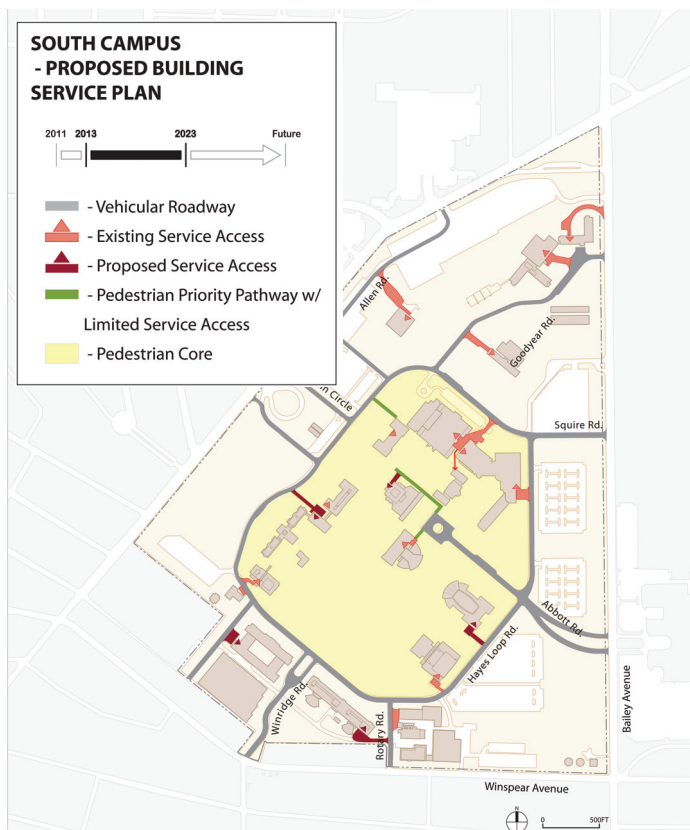 SOUTH CAMPUS
- PROPOSED BUILDING
SERVICE PLAN
2011 2013 2023 Future
- Vehicular Roadway
- Existing Service Access
- Proposed Service Access
- Pedestrian Priority Pathway w/
Limited Service Access
- Pedestrian Core
Allen Rd.
Goodyear Rd.
Circle
Squire Rd.
Abbott Rd.
Hayes Loop Rd.
Bailey Avenue
Winridge Rd.
Rotary Rd.
Winspear Avenue
N
0 500FT